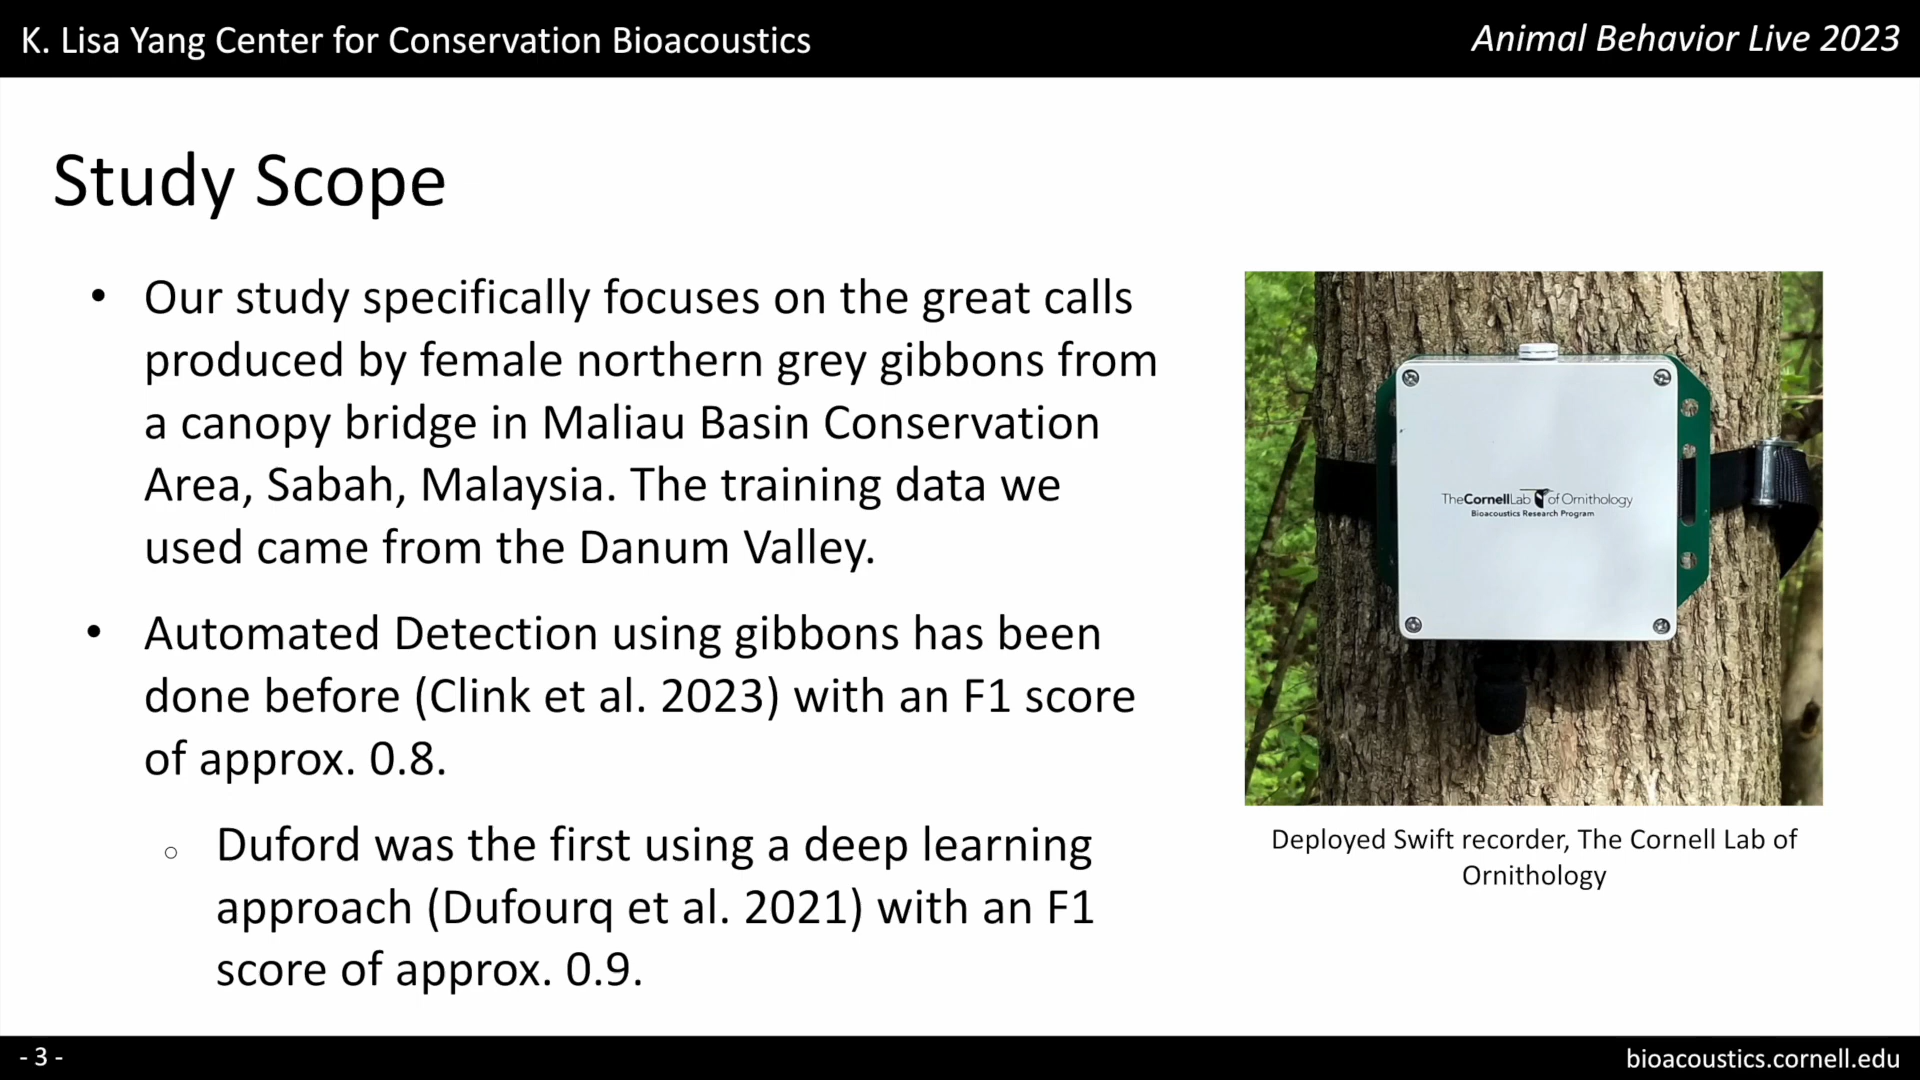 K. Lisa Yang Center for Conservation Bioacoustics
Animal Behavior Live 2023
Study Scope
• Our study specifically focuses on the great calls
produced by female northern grey gibbons from
a canopy bridge in Maliau Basin Conservation
Area, Sabah, Malaysia. The training data we
used came from the Danum Valley.
• Automated Detection using gibbons has been
done before (Clink et al. 2023) with an F1 score
of approx. 0.8.
○ Duford was the first using a deep learning
approach (Dufourq et al. 2021) with an F1
score of approx. 0.9.
TheCornellLab of Ornithology
Bioacoustics Research Program
Deployed Swift recorder, The Cornell Lab of
Ornithology
- 3 -
bioacoustics.cornell.edu